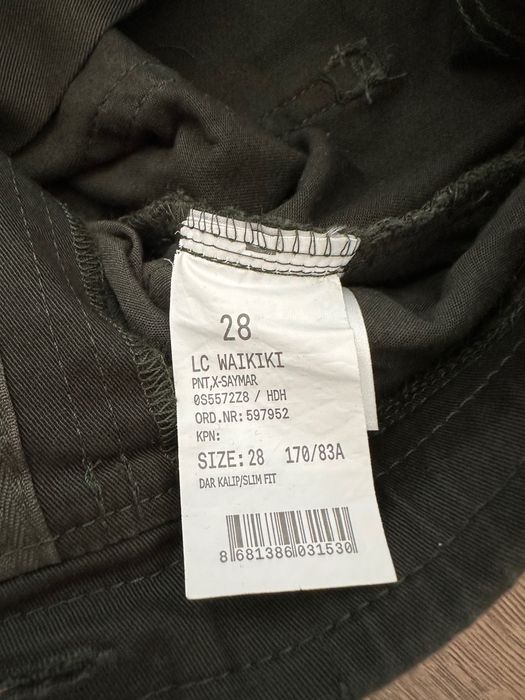 28
LC WAIKIKI
PNT,X-SAYMAR
0S5572Z8 / HDH
ORD.NR: 597952
KPN:
SIZE: 28 170/83A
DAR KALIP/SLIM FIT
8 681386 031530